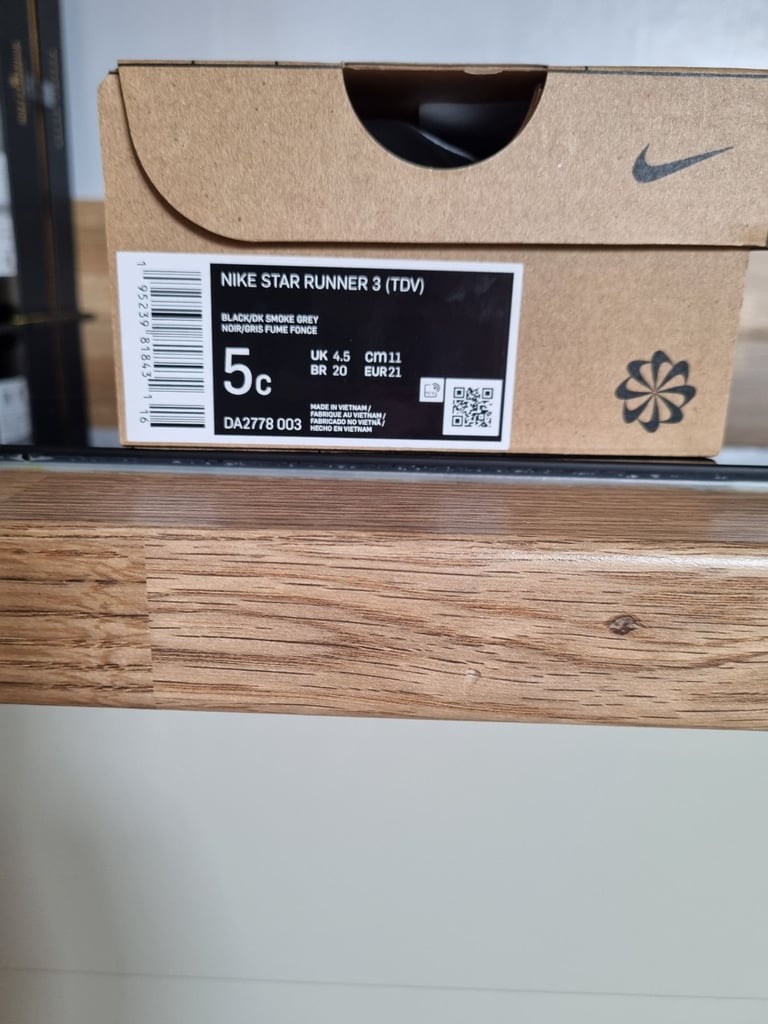 NIKE STAR RUNNER 3 (TDV)
BLACK/DK SMOKE GREY
NOIR/GRIS FUME FONCE
5C
UK 4.5 cm 11
BR 20 EUR 21
DA2778 003
MADE IN VIETNAM /
FABRIQUE AU VIETNAM /
FABRICADO NO VIETNÃ /
HECHO EN VIETNAM
1 95239 81843 1 16